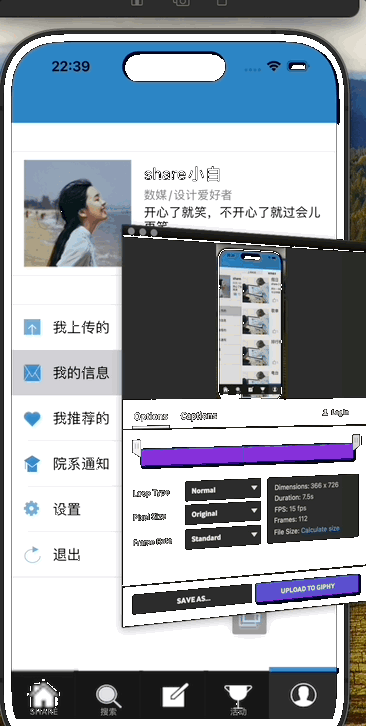 22:39
share小白
数媒/设计爱好者
开心了就笑，不开心了就过会儿
再笑
我上传的
我的信息
我推荐的
院系通知
设置
退出
Options
Captions
Login
Loop Type
Normal
Pixel Size
Original
Frame Rate
Standard
Dimensions: 366 x 726
Duration: 7.5s
FPS: 15 fps
Frames: 112
File Size: Calculate size
SAVE AS...
UPLOAD TO GIPHY
SHARE
搜索
活动